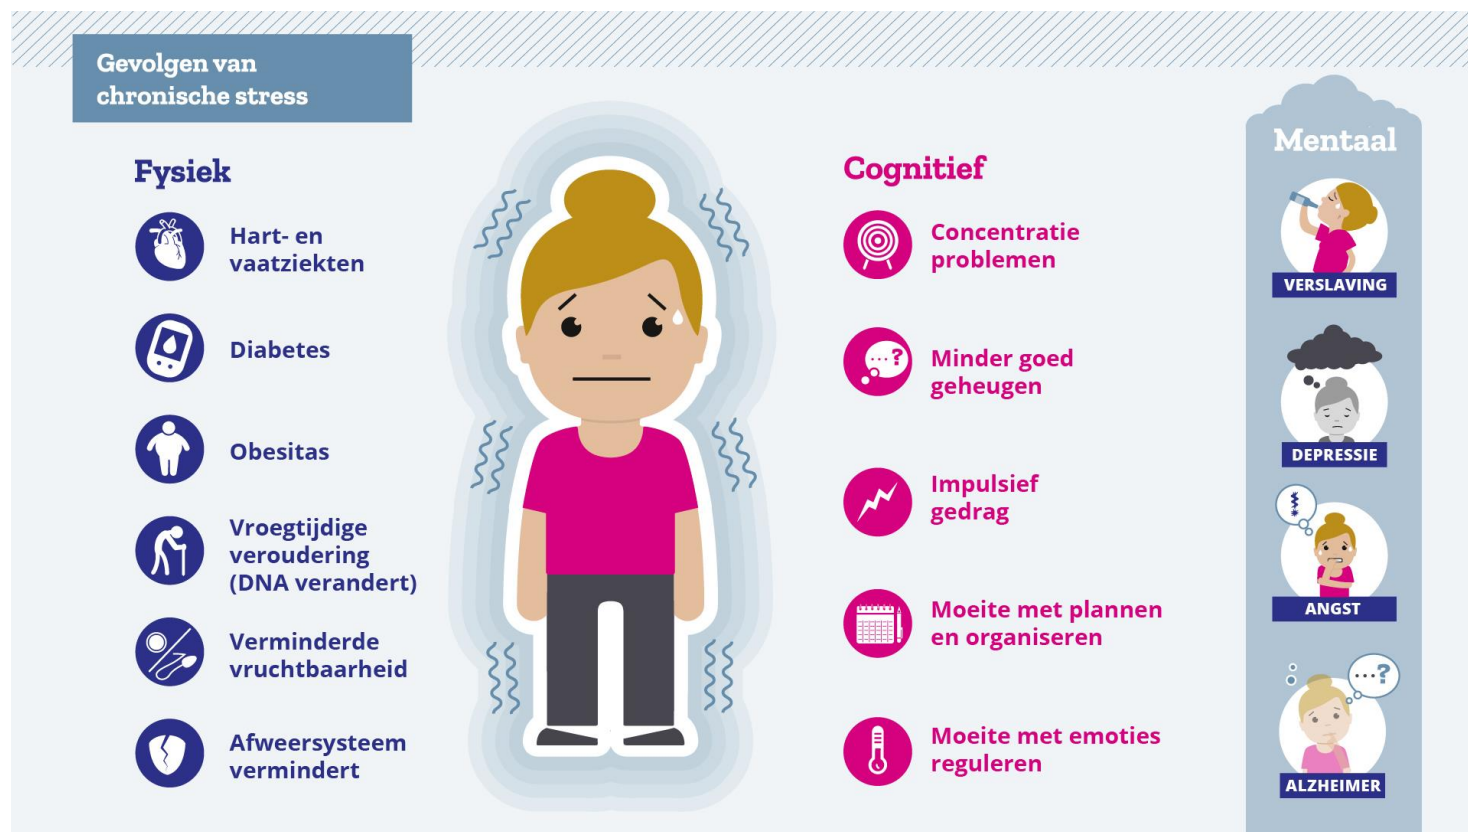 Gevolgen van
chronische stress
Fysiek
Hart- en
vaatziekten
Diabetes
Obesitas
Vroegtijdige
veroudering
(DNA verandert)
Verminderde
vruchtbaarheid
Afweersysteem
vermindert
Cognitief
Concentratie
problemen
...?
Minder goed
geheugen
Impulsief
gedrag
Moeite met plannen
en organiseren
Moeite met emoties
reguleren
Mentaal
VERSLAVING
DEPRESSIE
ANGST
...?
ALZHEIMER